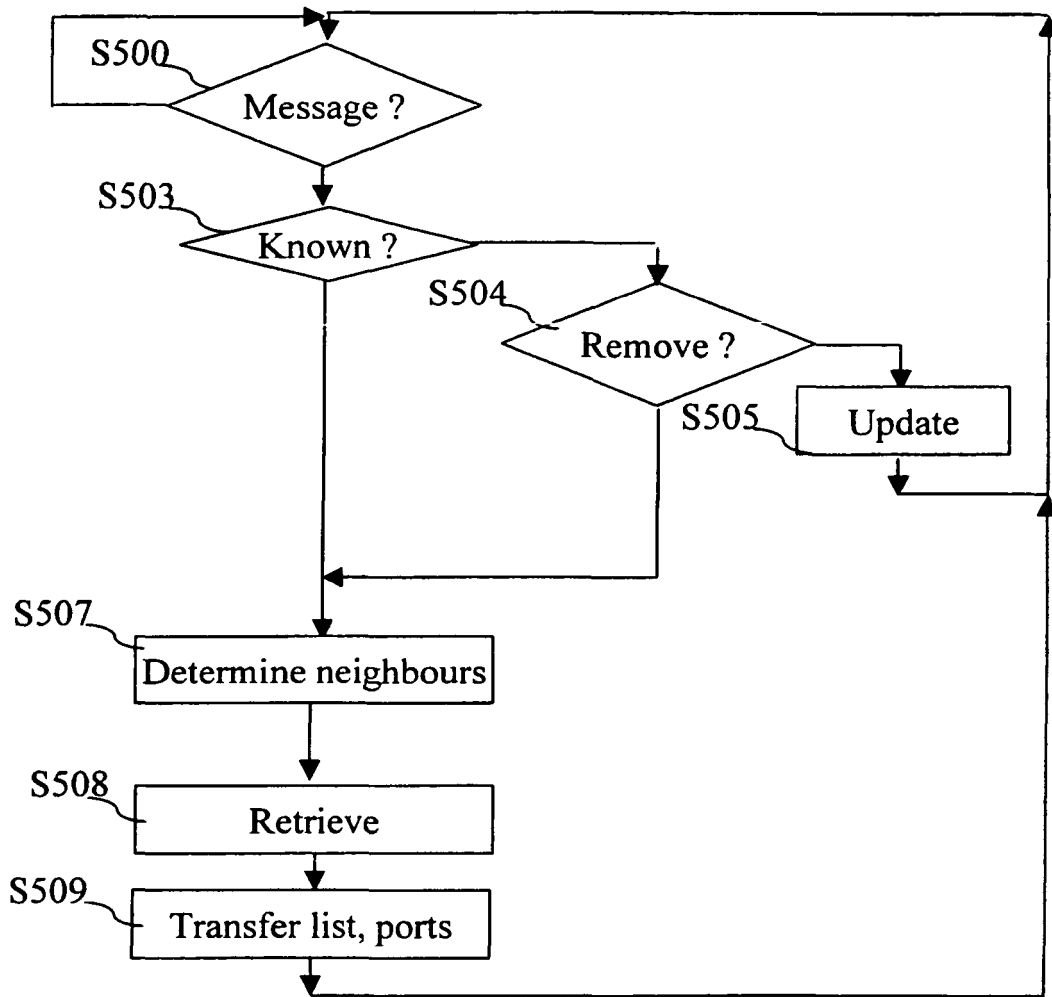 S500
Message ?
S503
Known ?
S504
Remove ?
S505
Update
S507
Determine neighbours
S508
Retrieve
S509
Transfer list, ports